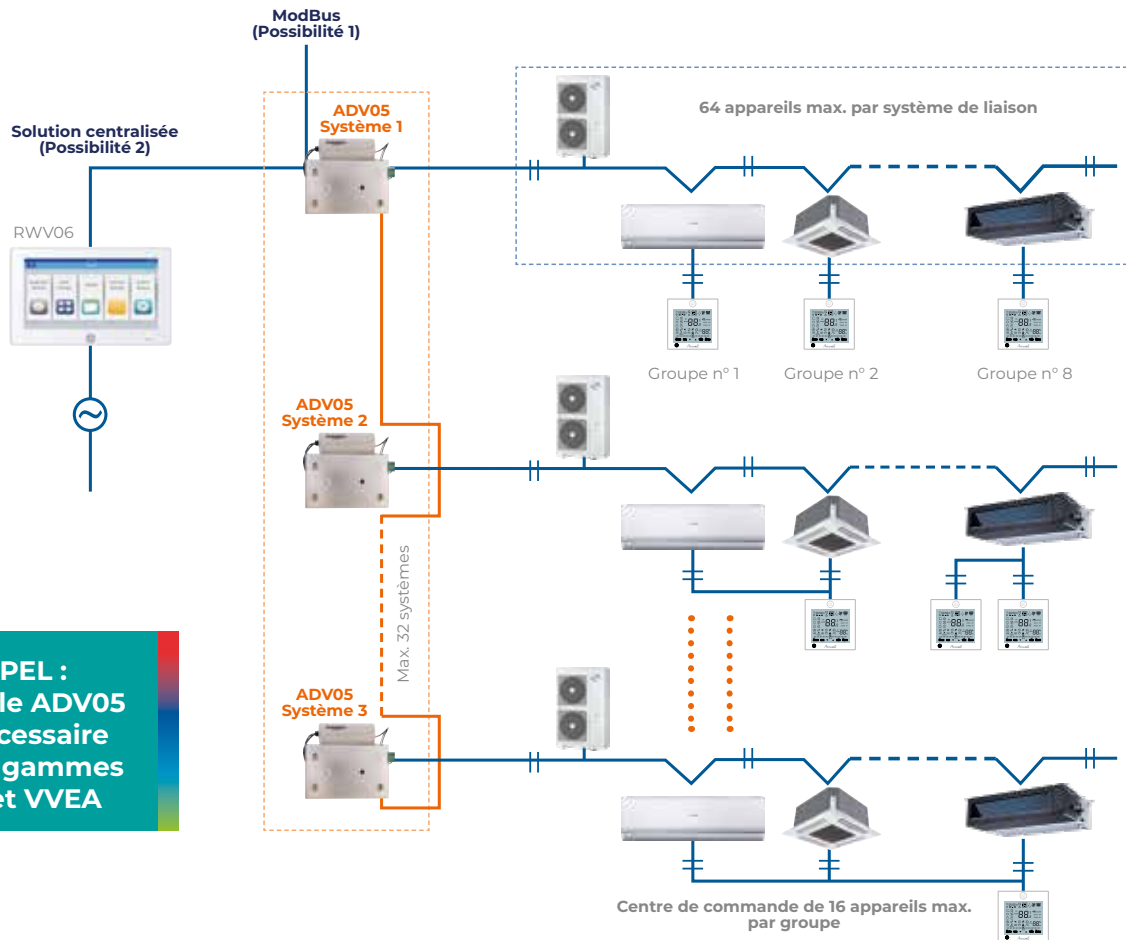 ModBus
(Possibilité 1)
Solution centralisée
(Possibilité 2)
RWV06
ADV05
Système 1
64 appareils max. par système de liaison
Groupe n° 1
Groupe n° 2
Groupe n° 8
ADV05
Système 2
Max. 32 systèmes
ADV05
Système 3
PEL :
le ADV05
cessaire
gammes
et VVEA
Centre de commande de 16 appareils max.
par groupe